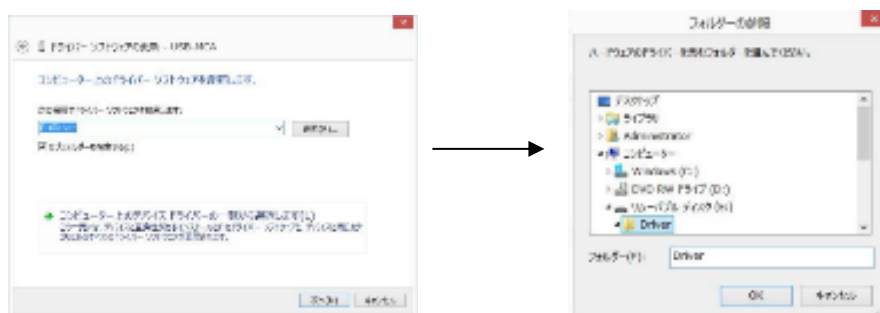 ドライバー ソフトウェアの更新 - USB-MCA
コンピューター上のドライバー ソフトウェアを参照します。
次の場所でドライバー ソフトウェアを検索します:
参照(R)...
サブフォルダーも検索する(I)
コンピューター上のデバイス ドライバーの一覧から選択します(L)
次へ(N)
キャンセル
フォルダーの参照
ハードウェアのドライバーを含むフォルダーを選んでください。
デスクトップ
ライブラリ
Administrator
コンピューター
Windows (C:)
DVD RW ドライブ (D:)
リムーバブル ディスク (H:)
Driver
フォルダー(F):
Driver
OK
キャンセル